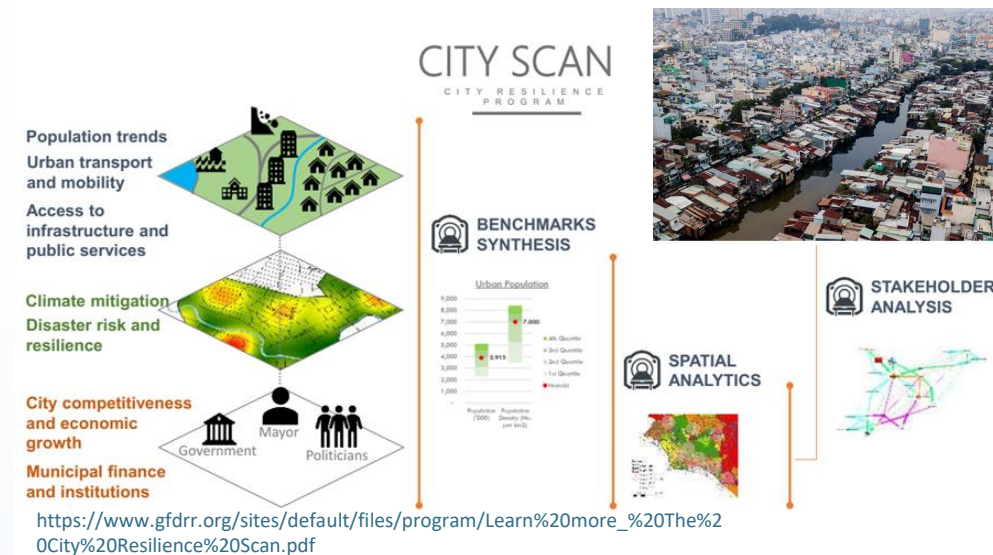 CITY SCAN
CITY RESILIENCE
PROGRAM
Population trends
Urban transport
and mobility
Access to
infrastructure and
public services
Climate mitigation
Disaster risk and
resilience
City competitiveness
and economic
growth
Municipal finance
and institutions
Government
Mayor
Politicians
BENCHMARKS
SYNTHESIS
Urban Population
9,000
8,000
7,000
6,000
5,000
4,000
3,000
2,000
1,000
-
3,915
7,000
4th Quartile
3rd Quartile
2nd Quartile
1st Quartile
Nairobi
Population
('000)
Population
Density (No.
per km2)
SPATIAL
ANALYTICS
STAKEHOLDER
ANALYSIS
https://www.gfdrr.org/sites/default/files/program/Learn%20more_%20The%2
0City%20Resilience%20Scan.pdf